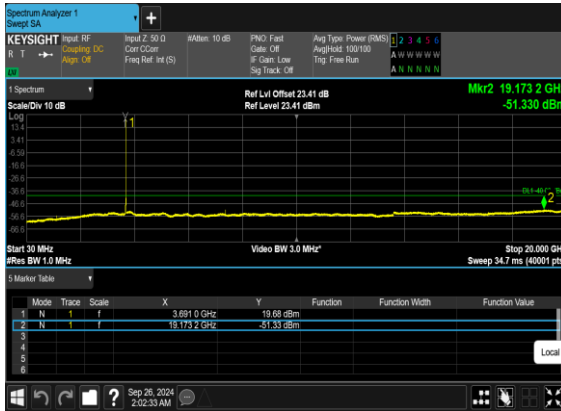 Spectrum Analyzer 1
Swept SA
+
KEYSIGHT Input: RF Input Z: 50 Ω #Atten: 10 dB PNO: Fast Avg Type: Power (RMS) 1 2 3 4 5 6
R T Coupling: DC Corr CCorr Gate: Off Avg|Hold: 100/100 A W W W W W
Align: Off Freq Ref: Int (S) IF Gain: Low Trig: Free Run
Sig Track: Off A N N N N N
LXI
1 Spectrum Ref Lvl Offset 23.41 dB Mkr2 19.173 2 GH
Scale/Div 10 dB Ref Level 23.41 dBm -51.330 dBm
Log
1
13.4
3.41
-6.59
-16.6
-26.6
-36.6
2
-46.6
-56.6
-66.6
Start 30 MHz Video BW 3.0 MHz* Stop 20.000 GH
#Res BW 1.0 MHz Sweep 34.7 ms (40001 pts
5 Marker Table
Mode Trace Scale X Y Function Function Width Function Value
1 N 1 f 3.691 0 GHz 19.68 dBm
2 N 1 f 19.173 2 GHz -51.33 dBm
3
4
5
6
Local
? Sep 26, 2024
2:02:33 AM